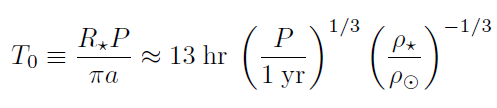 T₀ ≡ R⋆P / πa ≈ 13 hr (P / 1 yr)^{1/3} (ρ⋆ / ρ⊙)^{−1/3}